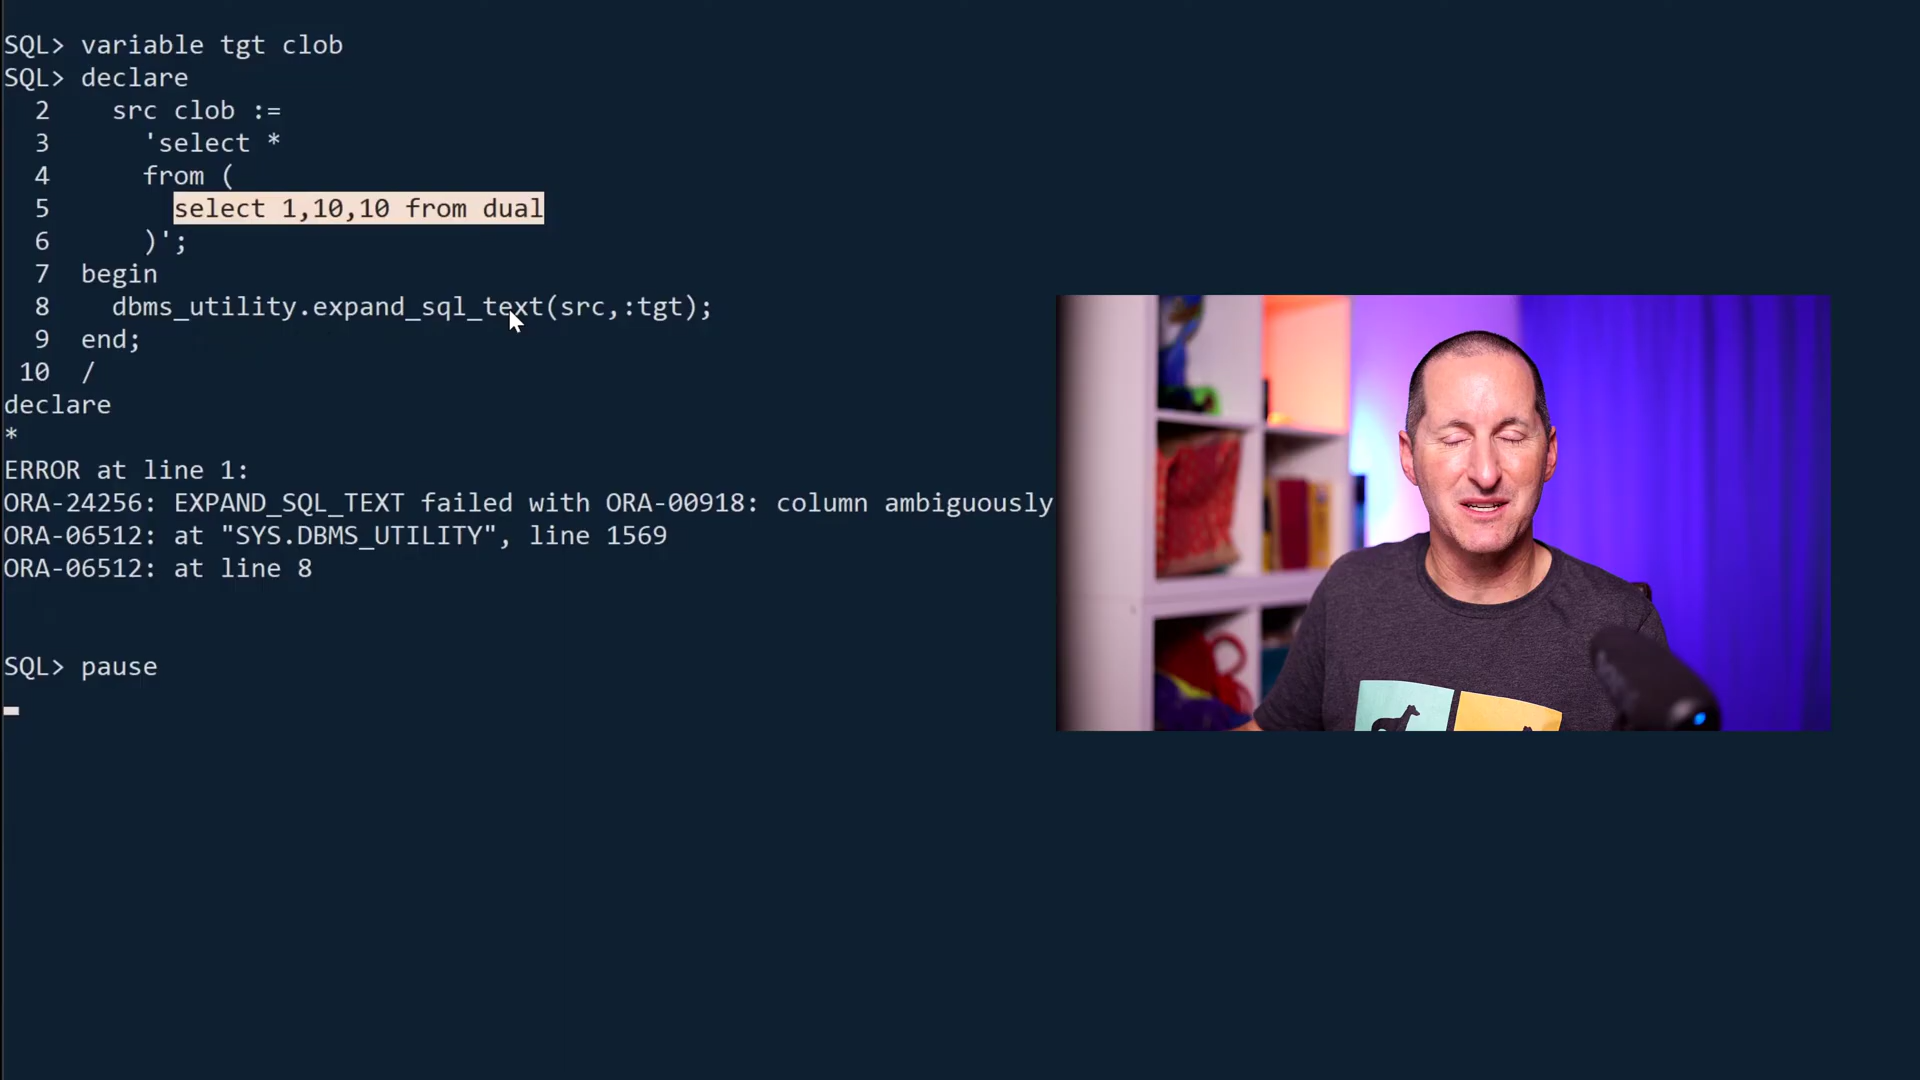 SQL> variable tgt clob
SQL> declare
2 src clob :=
3 'select *
4 from (
5 select 1,10,10 from dual
6 )';
7 begin
8 dbms_utility.expand_sql_text(src,:tgt);
9 end;
10 /
declare
*
ERROR at line 1:
ORA-24256: EXPAND_SQL_TEXT failed with ORA-00918: column ambiguously
ORA-06512: at "SYS.DBMS_UTILITY", line 1569
ORA-06512: at line 8
SQL> pause